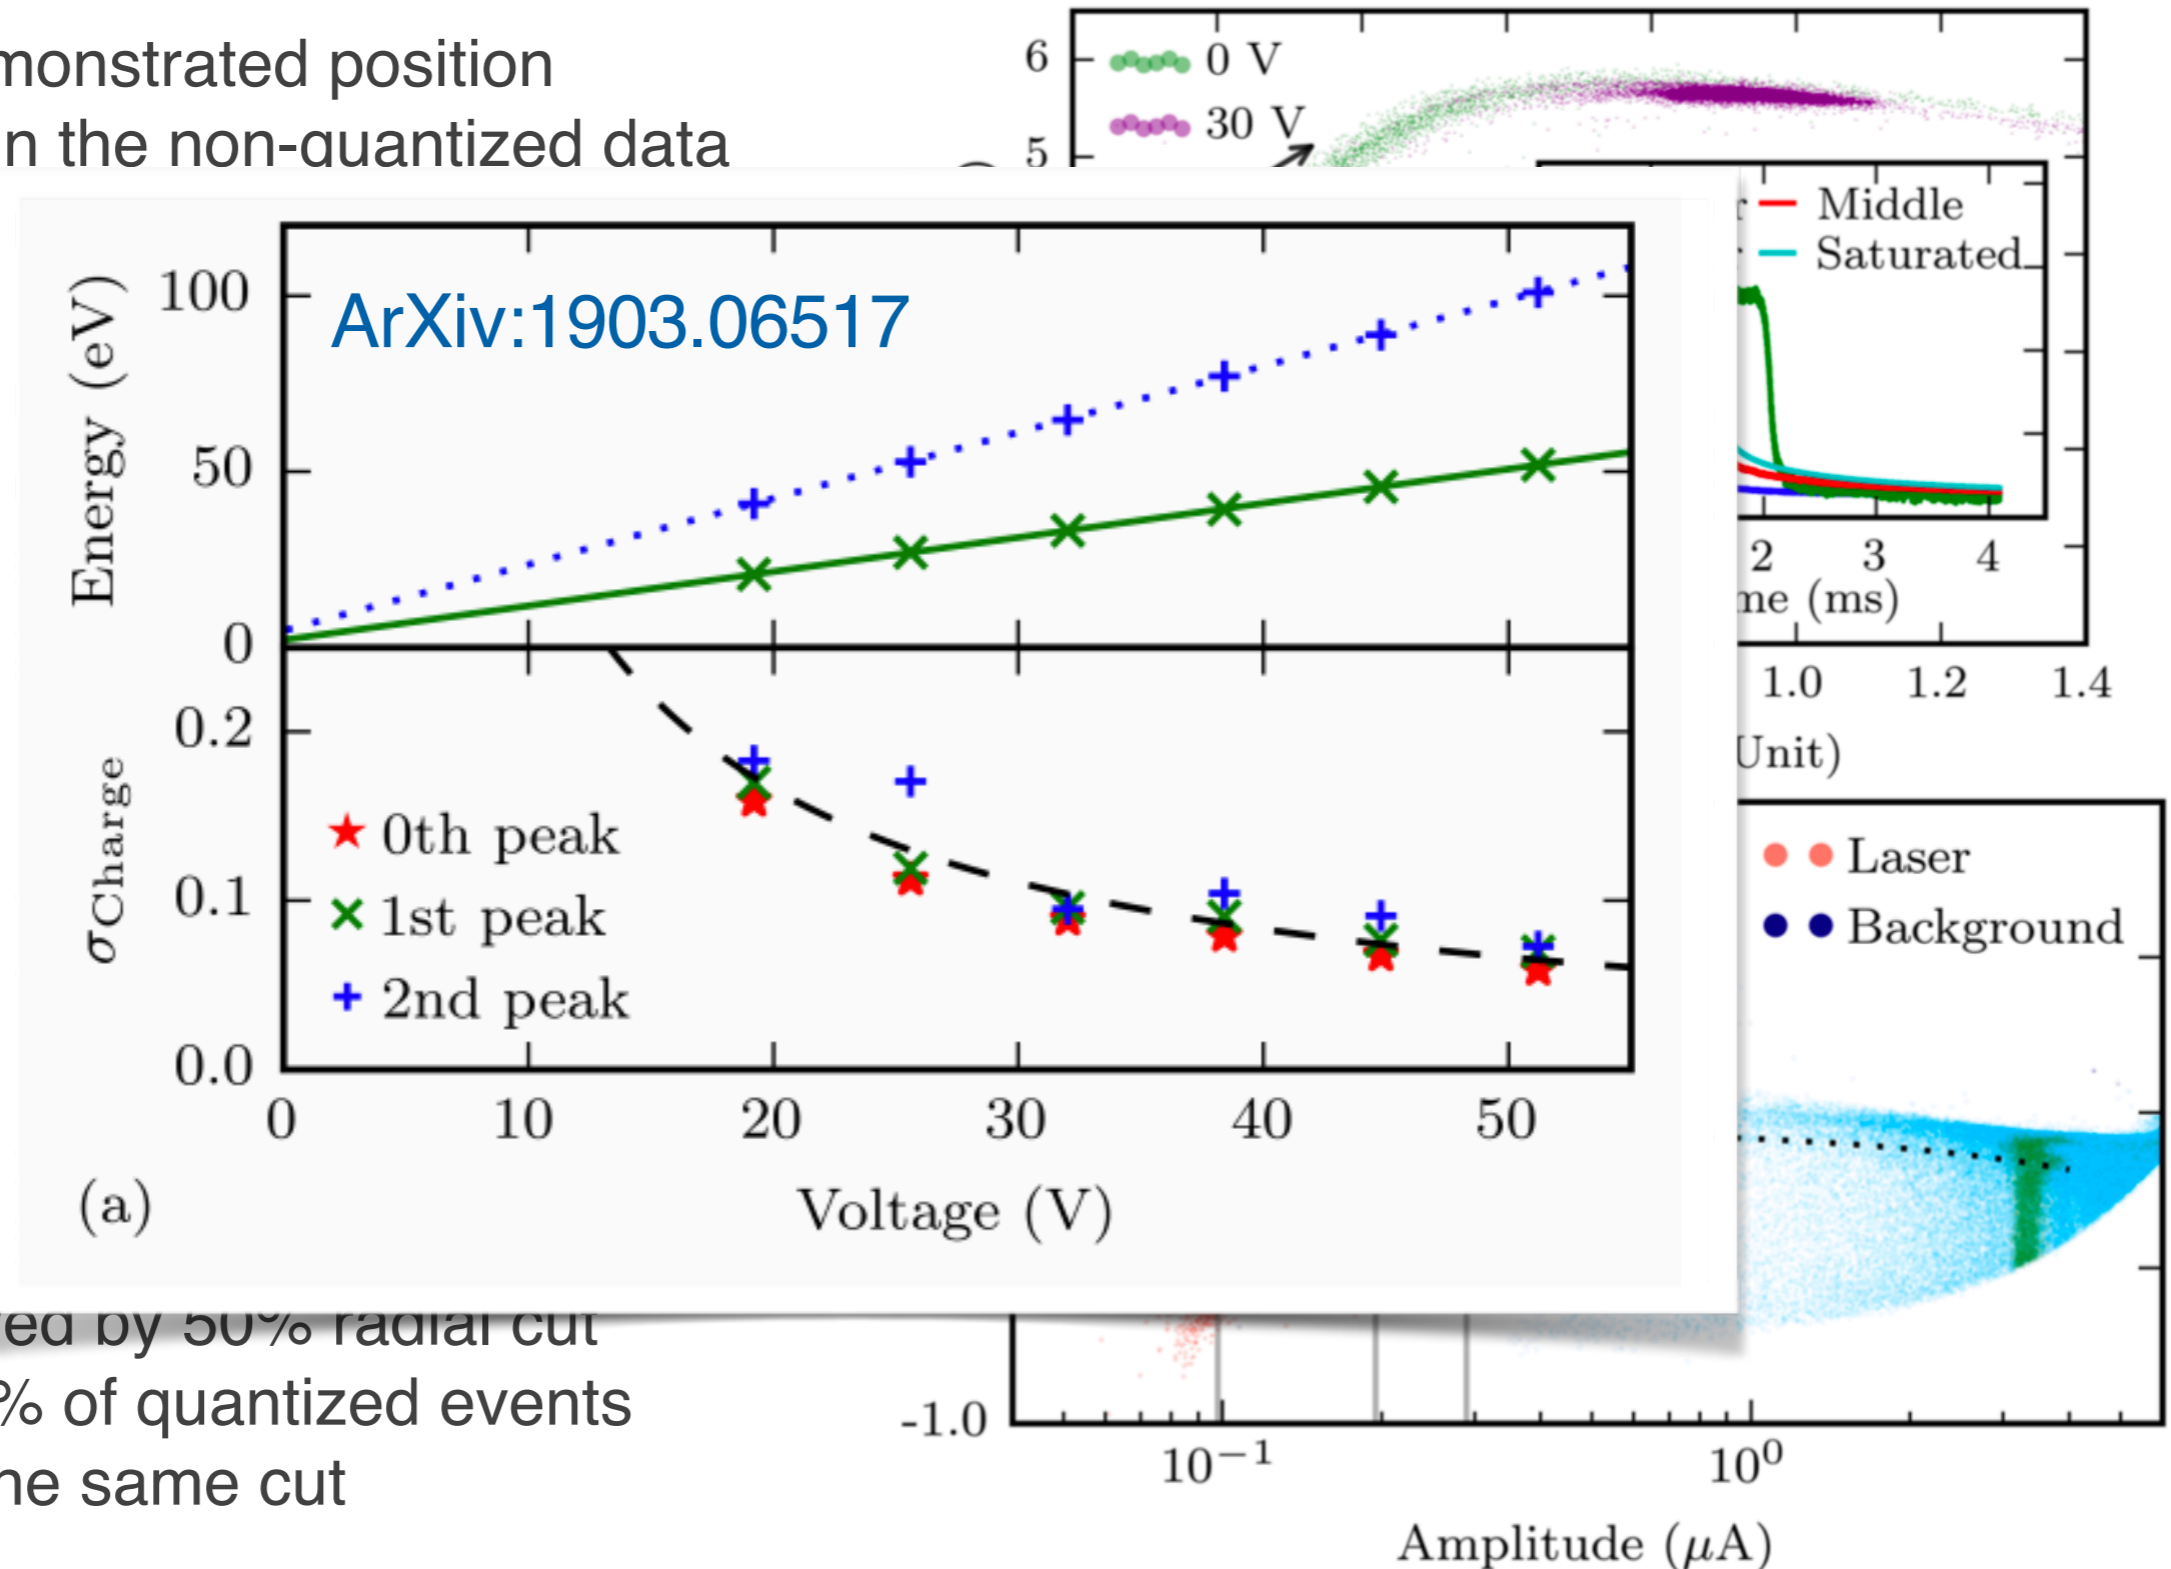 monstrated position
n the non-quantized data
6
0 V
30 V
5
Middle
Saturated
2 3 4
me (ms)
1.0 1.2 1.4
Unit)
ArXiv:1903.06517
Energy (eV)
100
50
0
σCharge
0.2
0.1
0.0
0th peak
1st peak
2nd peak
0 10 20 30 40 50
(a)
Voltage (V)
Laser
Background
ed by 50% radial cut
% of quantized events
he same cut
-1.0
10⁻¹ 10⁰
Amplitude (μA)